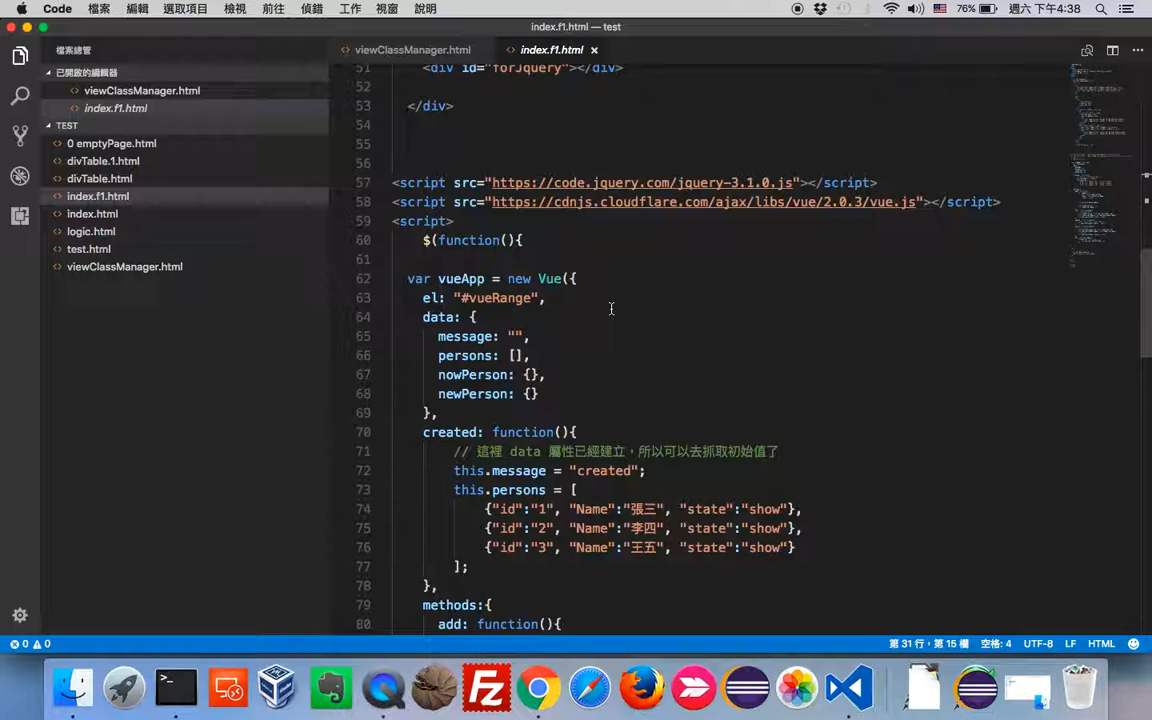 Code 檔案 編輯 選取項目 檢視 前往 偵錯 工作 視窗 說明 76% 週六 下午4:38
index.f1.html — test
檔案總管
viewClassManager.html
index.f1.html
已開啟的編輯器
viewClassManager.html
index.f1.html
TEST
0 emptyPage.html
divTable.1.html
divTable.html
index.f1.html
index.html
logic.html
test.html
viewClassManager.html
51 <div id="forJquery"></div>
52
53 </div>
54
55
56
57 <script src="https://code.jquery.com/jquery-3.1.0.js"></script>
58 <script src="https://cdnjs.cloudflare.com/ajax/libs/vue/2.0.3/vue.js"></script>
59 <script>
60 $(function(){
61
62 var vueApp = new Vue({
63 el: "#vueRange",
64 data: {
65 message: "",
66 persons: [],
67 nowPerson: {},
68 newPerson: {}
69 },
70 created: function(){
71 // 這裡 data 屬性已經建立，所以可以去抓取初始值了
72 this.message = "created";
73 this.persons = [
74 {"id":"1", "Name":"張三", "state":"show"},
75 {"id":"2", "Name":"李四", "state":"show"},
76 {"id":"3", "Name":"王五", "state":"show"}
77 ];
78 },
79 methods:{
80 add: function(){
0 0
第 31 行，第 15 欄 空格: 4 UTF-8 LF HTML
>_
Fz